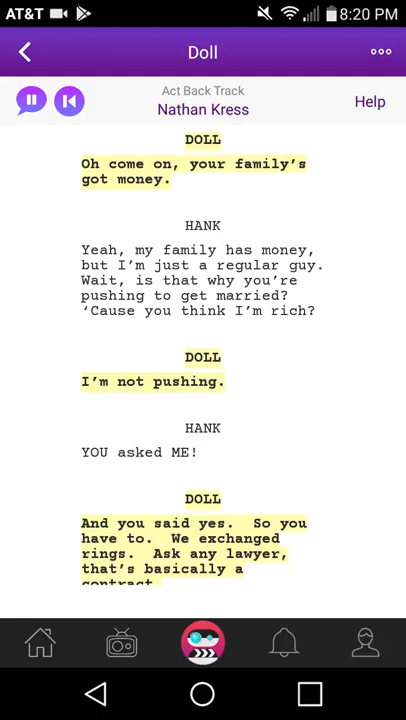 AT&T 8:20 PM
Doll
Act Back Track
Nathan Kress
Help
DOLL
Oh come on, your family’s
got money.
HANK
Yeah, my family has money,
but I’m just a regular guy.
Wait, is that why you’re
pushing to get married?
‘Cause you think I’m rich?
DOLL
I’m not pushing.
HANK
YOU asked ME!
DOLL
And you said yes. So you
have to. We exchanged
rings. Ask any lawyer,
that’s basically a
contract